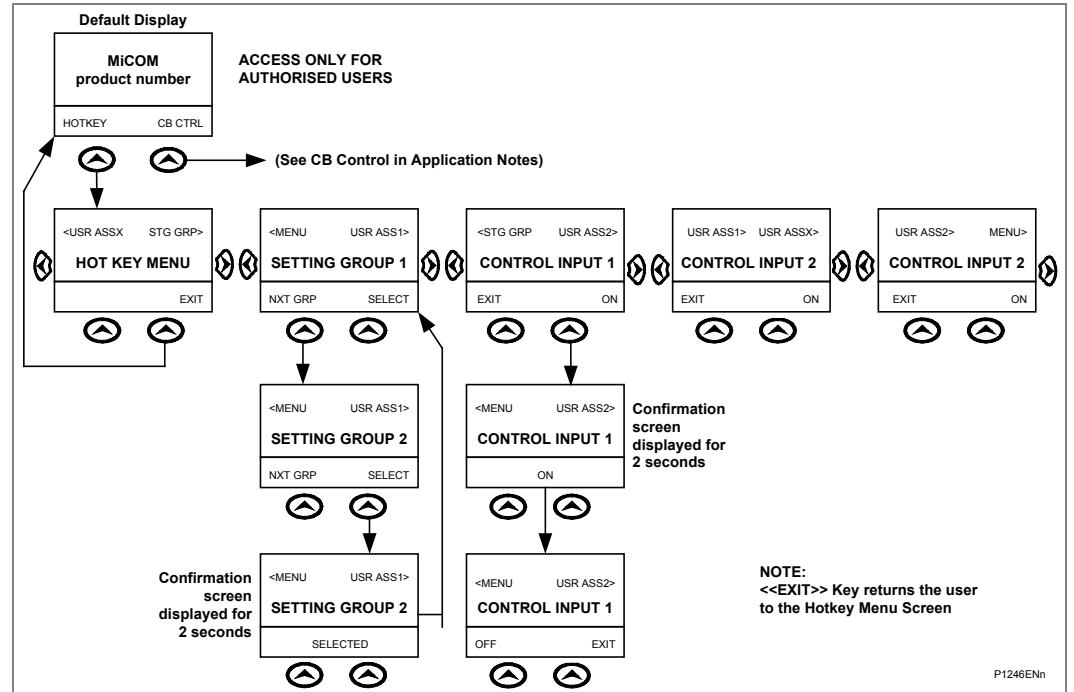 Default Display
MiCOM
product number
HOTKEY CB CTRL
ACCESS ONLY FOR
AUTHORISED USERS
(See CB Control in Application Notes)
<USR ASSX STG GRP>
HOT KEY MENU
EXIT
<MENU USR ASS1>
SETTING GROUP 1
NXT GRP SELECT
<STG GRP USR ASS2>
CONTROL INPUT 1
EXIT ON
USR ASS1> USR ASSX>
CONTROL INPUT 2
EXIT ON
USR ASS2> MENU>
CONTROL INPUT 2
EXIT ON
<MENU USR ASS1>
SETTING GROUP 2
NXT GRP SELECT
<MENU USR ASS2>
CONTROL INPUT 1
ON
Confirmation
screen
displayed for
2 seconds
Confirmation
screen
displayed for
2 seconds
<MENU USR ASS1>
SETTING GROUP 2
SELECTED
<MENU USR ASS2>
CONTROL INPUT 1
OFF EXIT
NOTE:
<<EXIT>> Key returns the user
to the Hotkey Menu Screen
P1246ENn